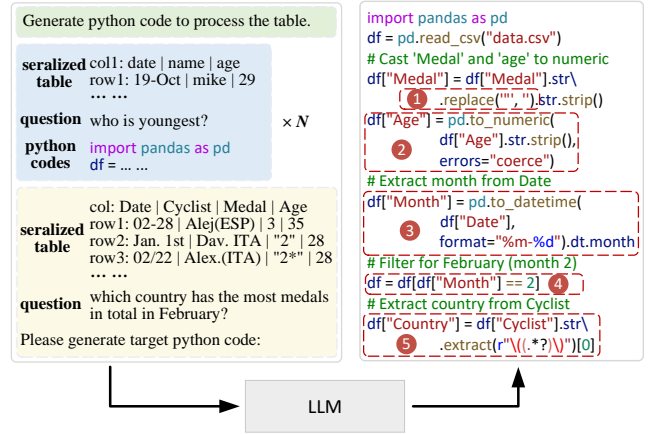 Generate python code to process the table.
seralized table
col1: date | name | age
row1: 19-Oct | mike | 29
... ...
question
who is youngest?
× N
python codes
import pandas as pd
df = ... ...
seralized table
col: Date | Cyclist | Medal | Age
row1: 02-28 | Alej(ESP) | 3 | 35
row2: Jan. 1st | Dav. ITA | "2" | 28
row3: 02/22 | Alex.(ITA) | "2*" | 28
... ...
question
which country has the most medals
in total in February?
Please generate target python code:
import pandas as pd
df = pd.read_csv("data.csv")
# Cast 'Medal' and 'age' to numeric
df["Medal"] = df["Medal"].str\
1 .replace('"', '').str.strip()
df["Age"] = pd.to_numeric(
2 df["Age"].str.strip(),
errors="coerce")
# Extract month from Date
df["Month"] = pd.to_datetime(
df["Date"],
3 format="%m-%d").dt.month
# Filter for February (month 2)
df = df[df["Month"] == 2] 4
# Extract country from Cyclist
df["Country"] = df["Cyclist"].str\
5 .extract(r"\((.*?)\)")[0]
LLM